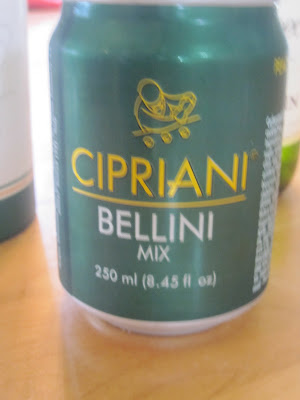 CIPRIANI
BELLINI
MIX
250 ml (8.45 fl oz)